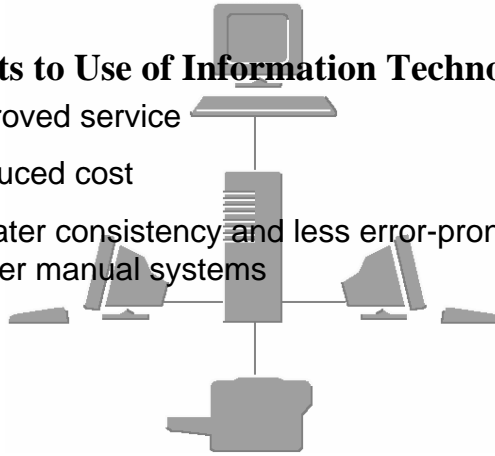 ts to Use of Information Techno
roved service
uced cost
ater consistency and less error-pron
er manual systems